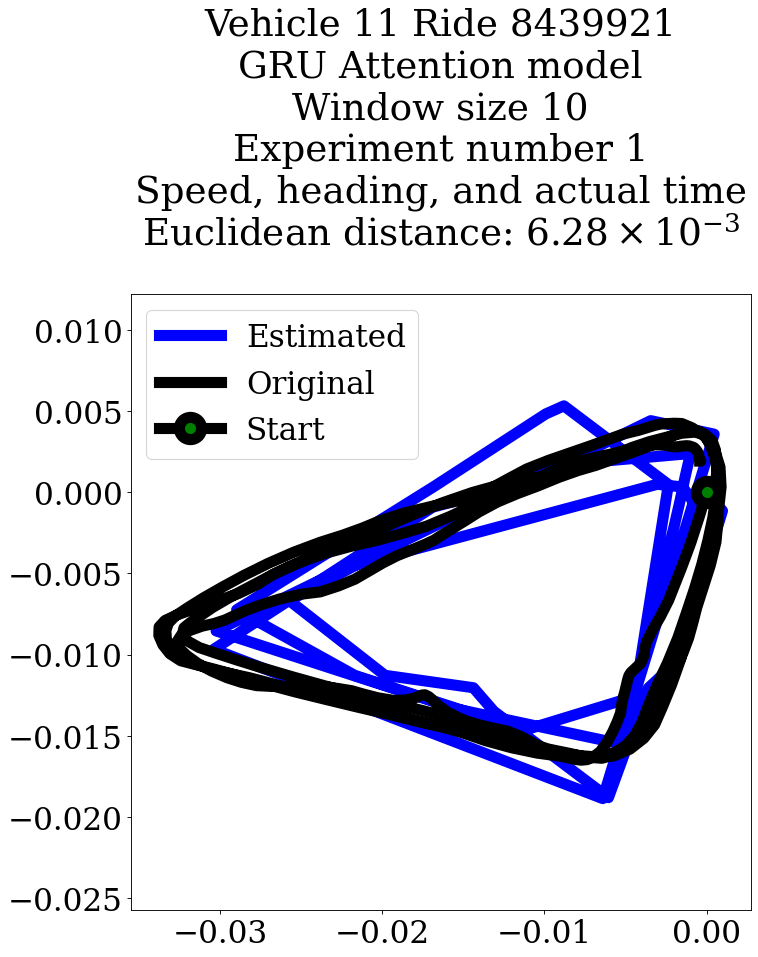 Vehicle 11 Ride 8439921
GRU Attention model
Window size 10
Experiment number 1
Speed, heading, and actual time
Euclidean distance: 6.28 × 10⁻³
Estimated
Original
Start
0.010
0.005
0.000
−0.005
−0.010
−0.015
−0.020
−0.025
−0.03 −0.02 −0.01 0.00